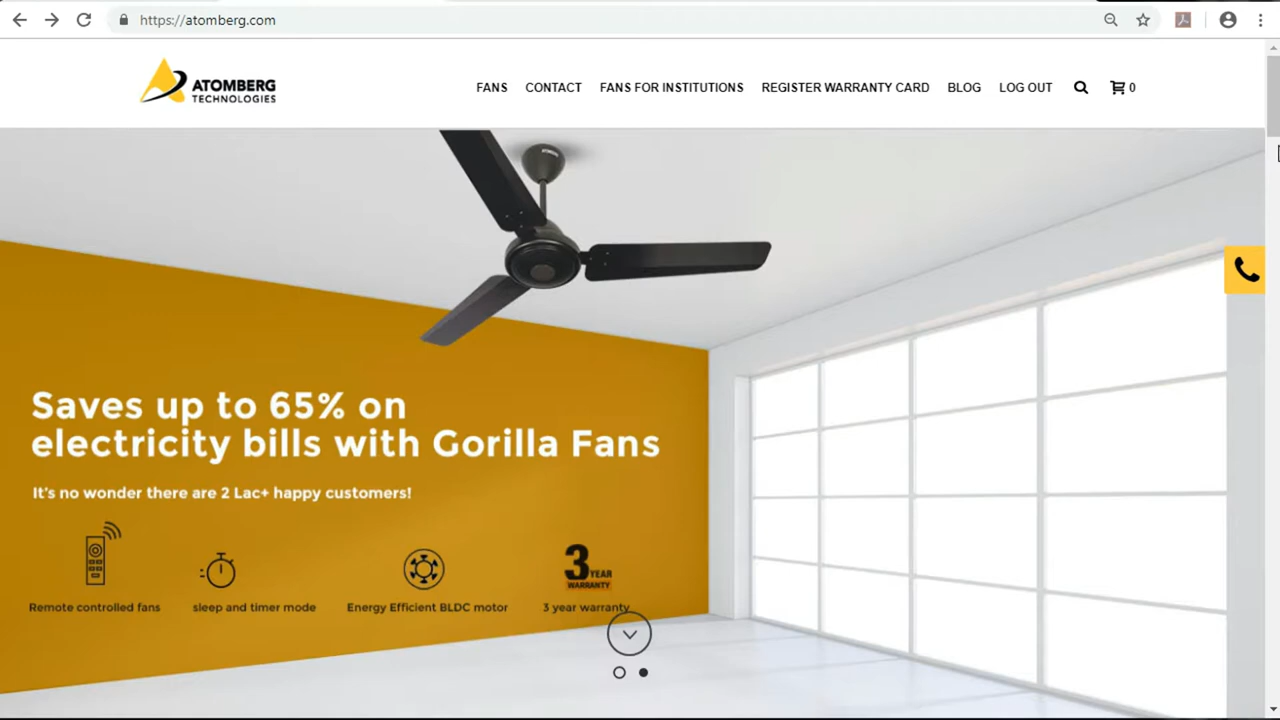 https://atomberg.com
ATOMBERG
TECHNOLOGIES
FANS CONTACT FANS FOR INSTITUTIONS REGISTER WARRANTY CARD BLOG LOG OUT 0
Saves up to 65% on
electricity bills with Gorilla Fans
It's no wonder there are 2 Lac+ happy customers!
3 YEAR
WARRANTY
Remote controlled fans sleep and timer mode Energy Efficient BLDC motor 3 year warranty